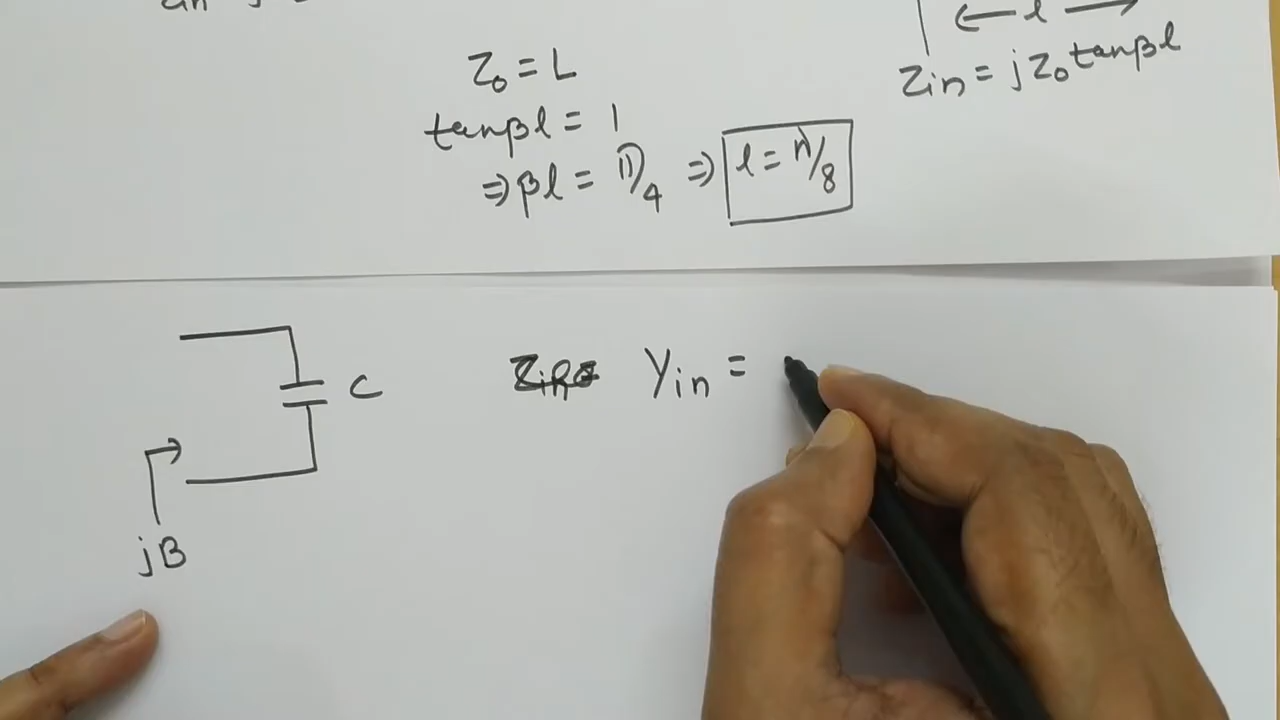 l
Zin = jZ₀ tanβl
Z₀ = L
tanβl = 1
⇒ βl = π/4 ⇒ l = λ/8
C
jB
Yin =